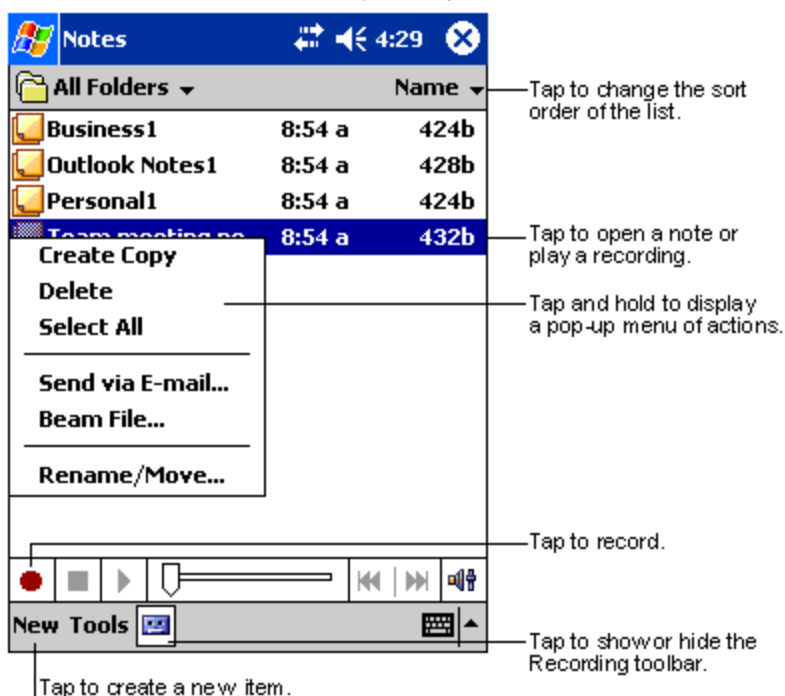 Notes 4:29
All Folders Name
Tap to change the sort
order of the list.
Business1 8:54 a 424b
Outlook Notes1 8:54 a 428b
Personal1 8:54 a 424b
Team meeting no 8:54 a 432b
Tap to open a note or
play a recording.
Create Copy
Delete
Select All
Tap and hold to display
a pop-up menu of actions.
Send via E-mail...
Beam File...
Rename/Move...
Tap to record.
New Tools
Tap to show or hide the
Recording toolbar.
Tap to create a new item.